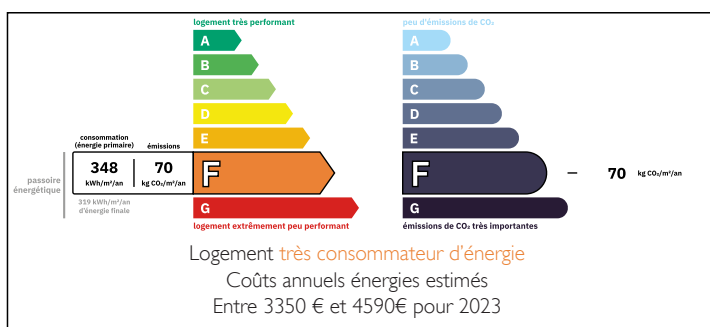 logement très performant
A
B
C
D
E
consommation
(énergie primaire)
émissions
348
kWh/m²/an
70
kg CO₂/m²/an
F
passoire
énergétique
319 kWh/m²/an
d'énergie finale
G
logement extrêmement peu performant
peu d'émissions de CO₂
A
B
C
D
E
F
70 kg CO₂/m²/an
G
émissions de CO₂ très importantes
Logement très consommateur d'énergie
Coûts annuels énergies estimés
Entre 3350 € et 4590€ pour 2023